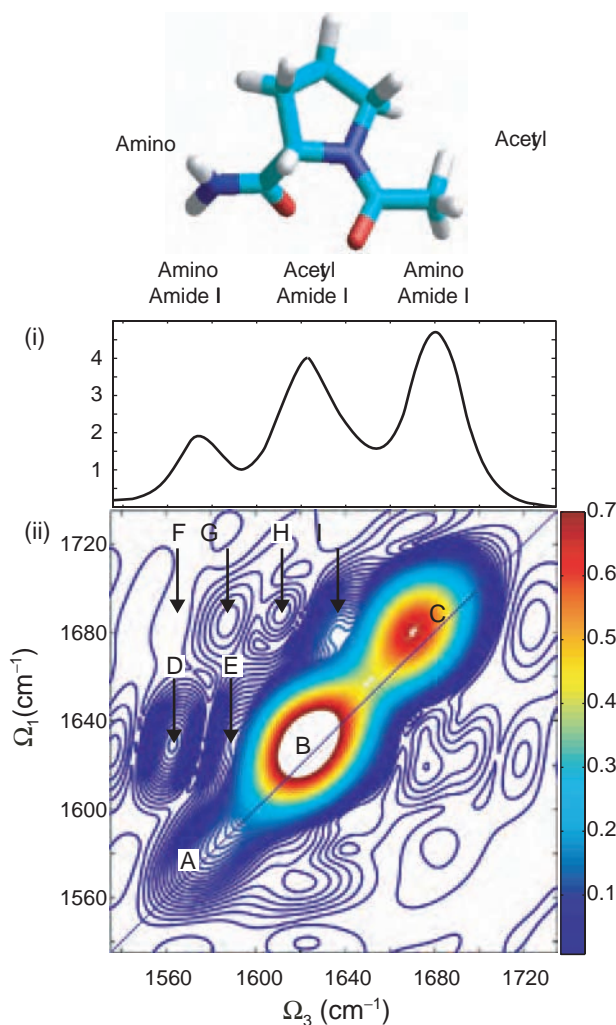 Amino
Acetyl
Amino Acetyl Amino
Amide I Amide I Amide I
(i)
4
3
2
1
(ii)
F G H I
D E
C
B
A
1720
1680
1640
1600
1560
Ω1(cm−1)
1560 1600 1640 1680 1720
Ω3 (cm−1)
0.7
0.6
0.5
0.4
0.3
0.2
0.1